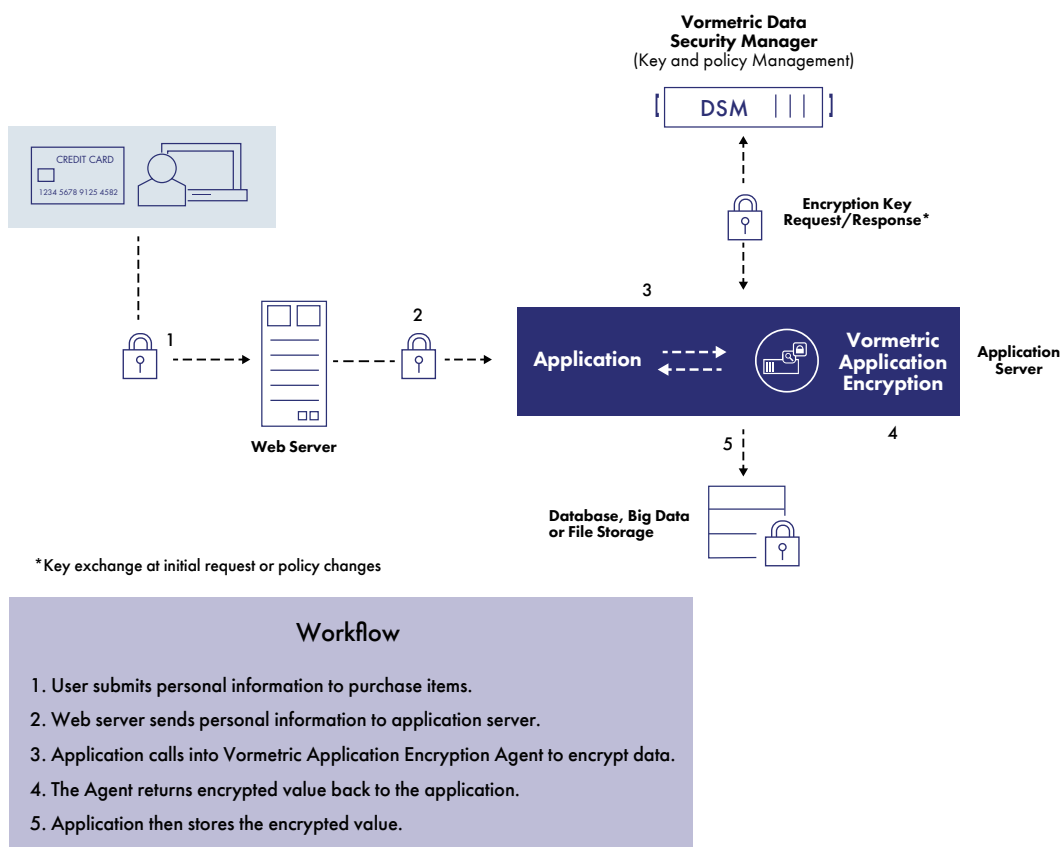 Vormetric Data
Security Manager
(Key and policy Management)
DSM
CREDIT CARD
1234 5678 9125 4582
Encryption Key
Request/Response*
1
2
3
Web Server
Application
Vormetric
Application
Encryption
Application
Server
4
5
Database, Big Data
or File Storage
*Key exchange at initial request or policy changes
Workflow
1. User submits personal information to purchase items.
2. Web server sends personal information to application server.
3. Application calls into Vormetric Application Encryption Agent to encrypt data.
4. The Agent returns encrypted value back to the application.
5. Application then stores the encrypted value.